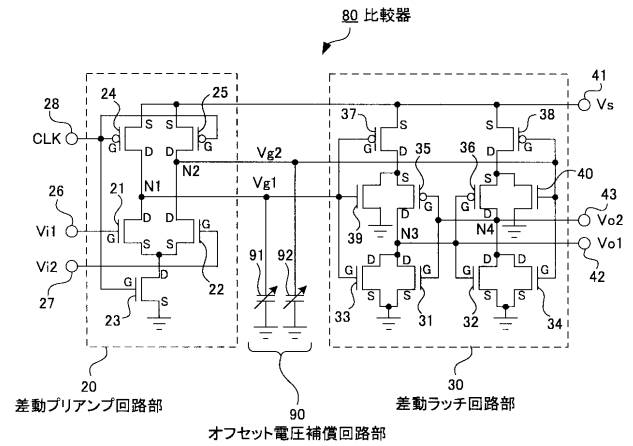 80 比較器
41
Vs
28
CLK
24
25
S
S
G
G
D
D
N1
N2
Vg2
Vg1
37
38
S
S
G
G
D
D
35
36
40
S
S
G
G
D
D
39
N3
N4
43
Vo2
Vo1
42
26
Vi1
21
G
D
D
G
S
S
22
Vi2
27
D
G
S
23
91
92
G
D
D
G
S
S
33
31
G
D
D
G
S
S
32
34
20
差動プリアンプ回路部
90
オフセット電圧補償回路部
30
差動ラッチ回路部